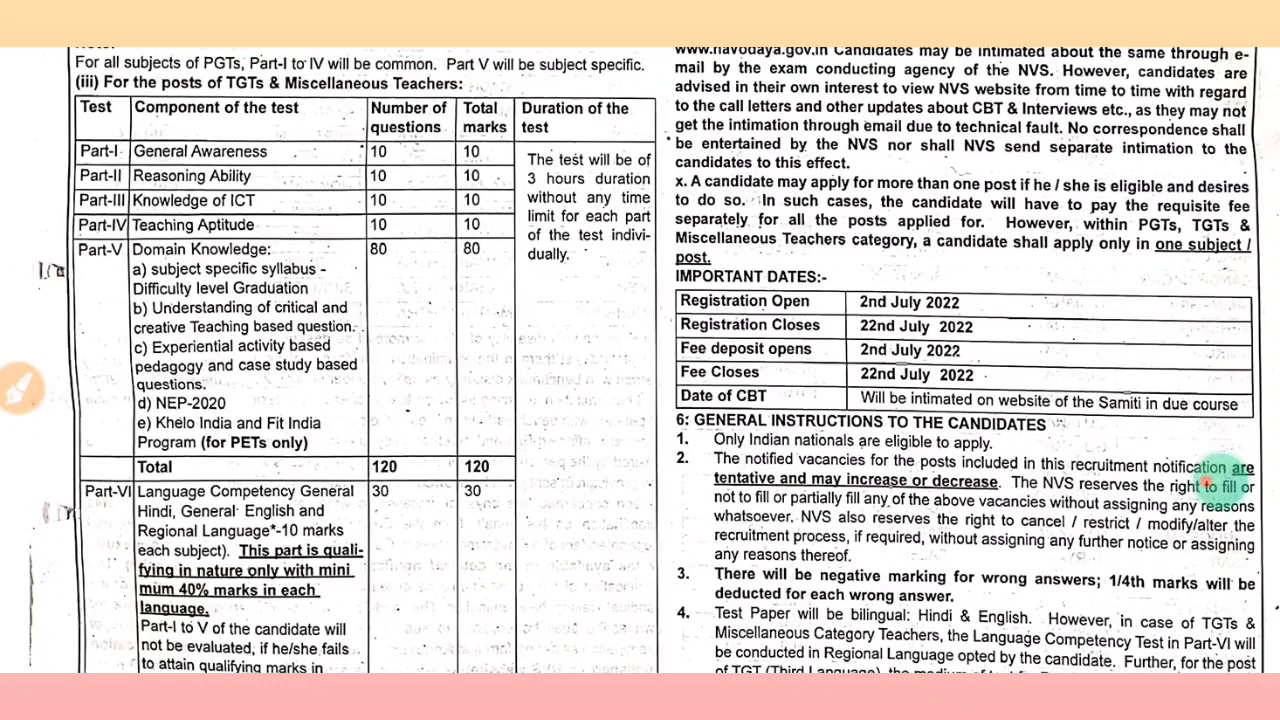 For all subjects of PGTs, Part-I to IV will be common. Part V will be subject specific.
(iii) For the posts of TGTs & Miscellaneous Teachers:
Test Component of the test Number of questions Total marks Duration of the test
Part-I General Awareness 10 10
Part-II Reasoning Ability 10 10
Part-III Knowledge of ICT 10 10
Part-IV Teaching Aptitude 10 10
Part-V Domain Knowledge: 80 80
a) subject specific syllabus -
Difficulty level Graduation
b) Understanding of critical and
creative Teaching based question.
c) Experiential activity based
pedagogy and case study based
questions.
d) NEP-2020
e) Khelo India and Fit India
Program (for PETs only)
The test will be of
3 hours duration
without any time
limit for each part
of the test indivi-
dually.
Total 120 120
Part-VI Language Competency General 30 30
Hindi, General English and
Regional Language*-10 marks
each subject). This part is quali-
fying in nature only with mini
mum 40% marks in each
language.
Part-I to V of the candidate will
not be evaluated, if he/she fails
to attain qualifying marks in
www.navodaya.gov.in Candidates may be intimated about the same through e-
mail by the exam conducting agency of the NVS. However, candidates are
advised in their own interest to view NVS website from time to time with regard
to the call letters and other updates about CBT & Interviews etc., as they may not
get the intimation through email due to technical fault. No correspondence shall
be entertained by the NVS nor shall NVS send separate intimation to the
candidates to this effect.
x. A candidate may apply for more than one post if he / she is eligible and desires
to do so. In such cases, the candidate will have to pay the requisite fee
separately for all the posts applied for. However, within PGTs, TGTs &
Miscellaneous Teachers category, a candidate shall apply only in one subject /
post.
IMPORTANT DATES:-
Registration Open 2nd July 2022
Registration Closes 22nd July 2022
Fee deposit opens 2nd July 2022
Fee Closes 22nd July 2022
Date of CBT Will be intimated on website of the Samiti in due course
6: GENERAL INSTRUCTIONS TO THE CANDIDATES
1. Only Indian nationals are eligible to apply.
2. The notified vacancies for the posts included in this recruitment notification are
tentative and may increase or decrease. The NVS reserves the right to fill or
not to fill or partially fill any of the above vacancies without assigning any reasons
whatsoever. NVS also reserves the right to cancel / restrict / modify/alter the
recruitment process, if required, without assigning any further notice or assigning
any reasons thereof.
3. There will be negative marking for wrong answers; 1/4th marks will be
deducted for each wrong answer.
4. Test Paper will be bilingual: Hindi & English. However, in case of TGTs &
Miscellaneous Category Teachers, the Language Competency Test in Part-VI will
be conducted in Regional Language opted by the candidate. Further, for the post
of TGT (Third Language), the